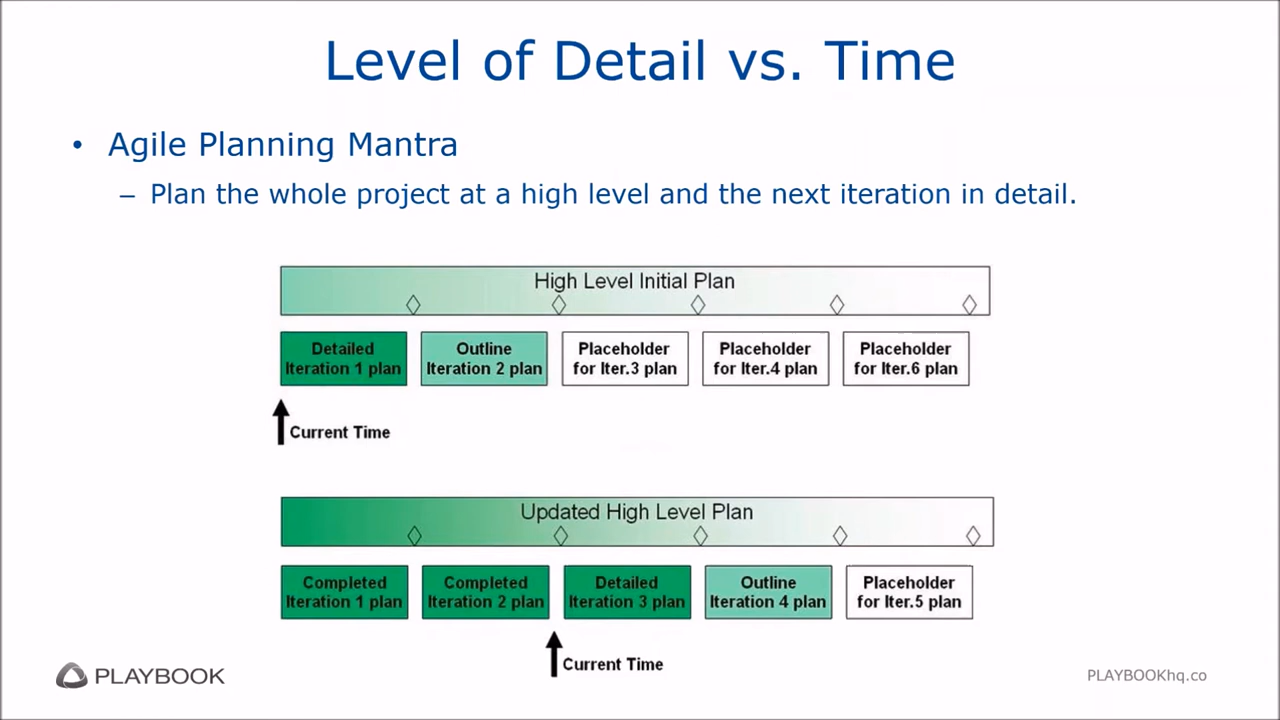 Level of Detail vs. Time
• Agile Planning Mantra
– Plan the whole project at a high level and the next iteration in detail.
High Level Initial Plan
Detailed
Iteration 1 plan
Outline
Iteration 2 plan
Placeholder
for Iter.3 plan
Placeholder
for Iter.4 plan
Placeholder
for Iter.6 plan
Current Time
Updated High Level Plan
Completed
Iteration 1 plan
Completed
Iteration 2 plan
Detailed
Iteration 3 plan
Outline
Iteration 4 plan
Placeholder
for Iter.5 plan
Current Time
PLAYBOOK
PLAYBOOKhq.co